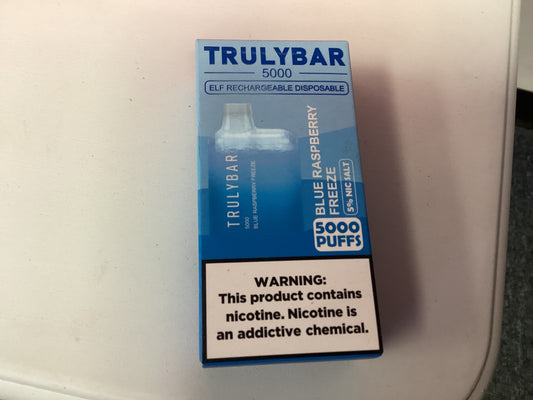 TRULYBAR
5000
ELF RECHARGEABLE DISPOSABLE
TRULYBAR
5000
BLUE RASPBERRY FREEZE
BLUE RASPBERRY
FREEZE
5% NIC SALT
5000
PUFFS
WARNING:
This product contains
nicotine. Nicotine is
an addictive chemical.